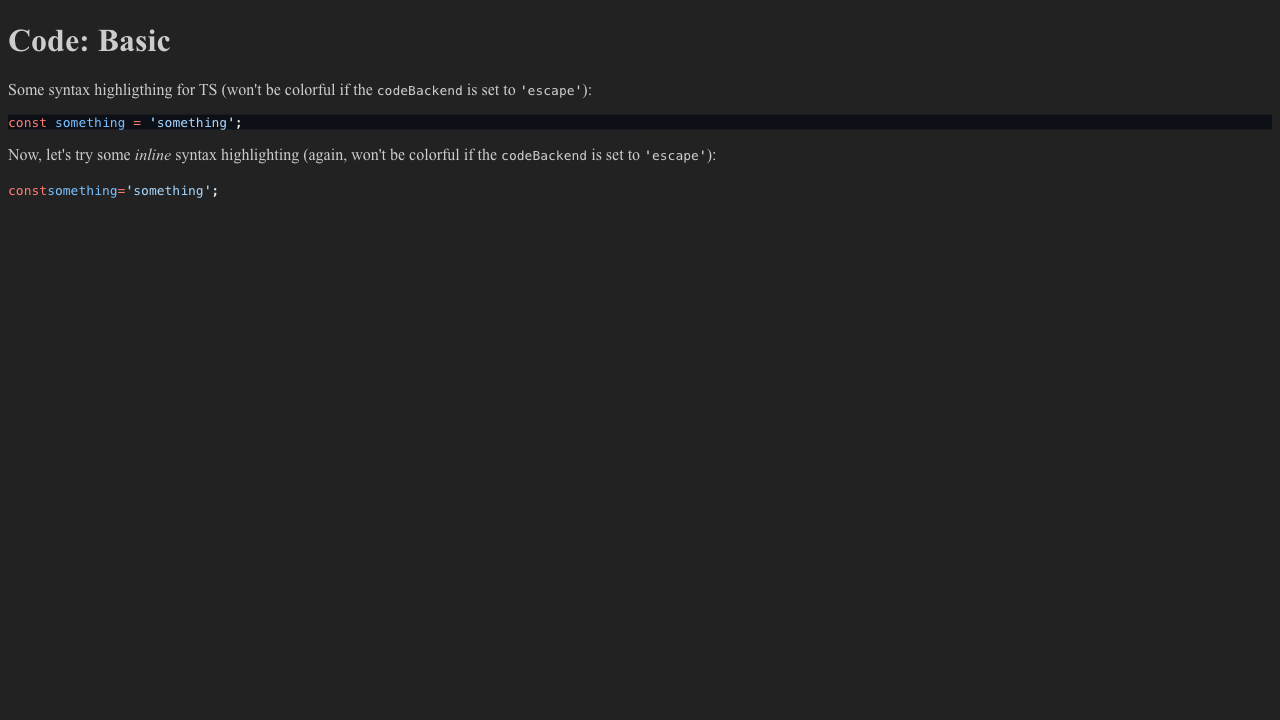 Code: Basic
Some syntax highligthing for TS (won't be colorful if the codeBackend is set to 'escape'):
const something = 'something';
Now, let's try some inline syntax highlighting (again, won't be colorful if the codeBackend is set to 'escape'):
constsomething='something';